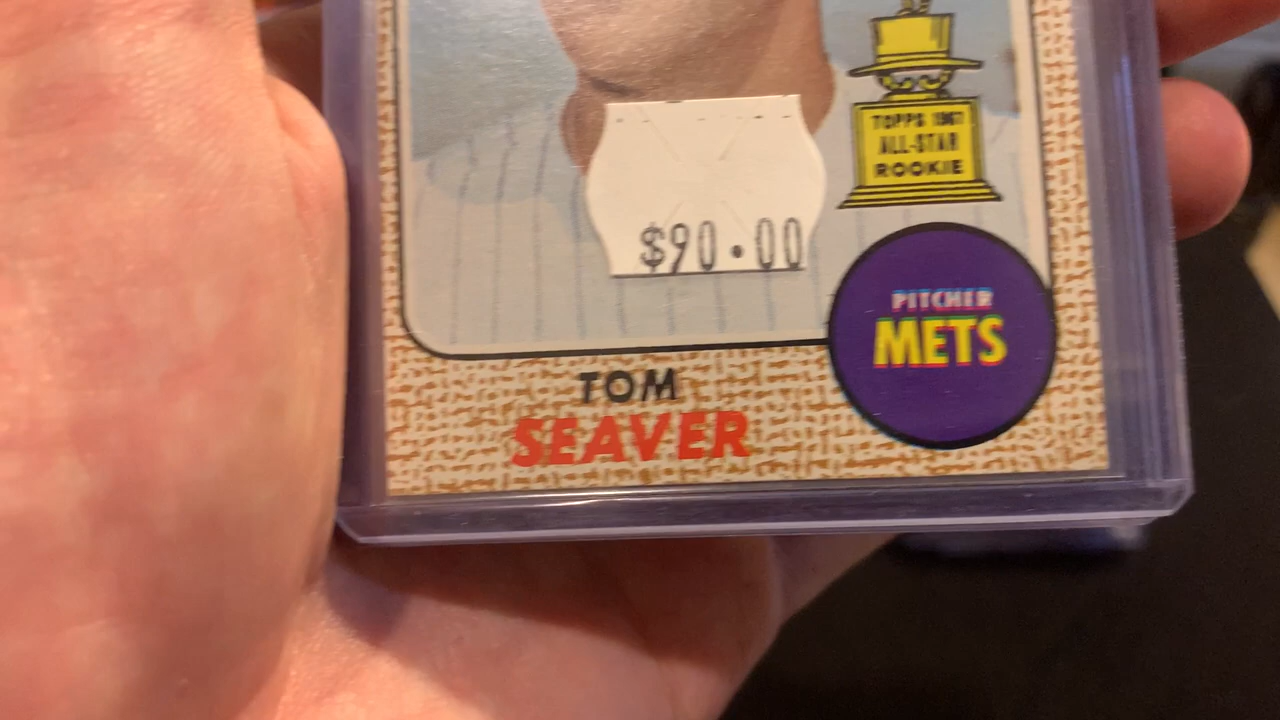 TOPPS 1967
ALL-STAR
ROOKIE
$90.00
PITCHER
METS
TOM
SEAVER